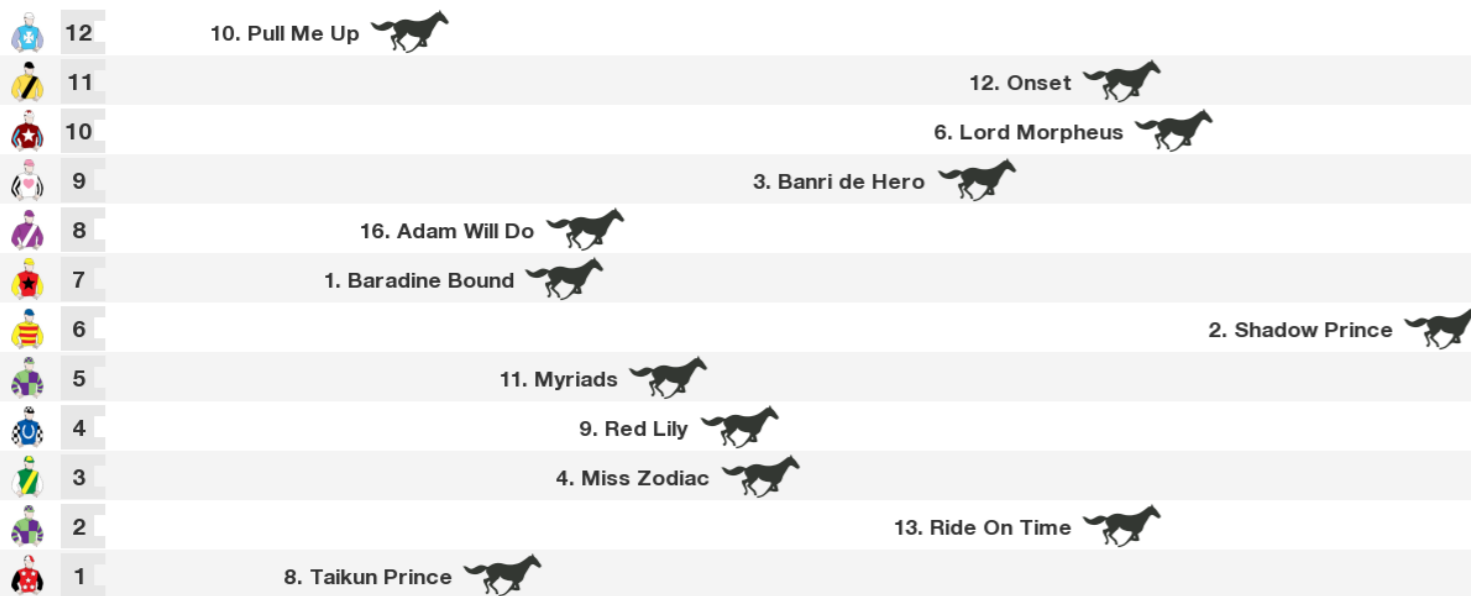 12 10. Pull Me Up
11 12. Onset
10 6. Lord Morpheus
9 3. Banri de Hero
8 16. Adam Will Do
7 1. Baradine Bound
6 2. Shadow Prince
5 11. Myriads
4 9. Red Lily
3 4. Miss Zodiac
2 13. Ride On Time
1 8. Taikun Prince